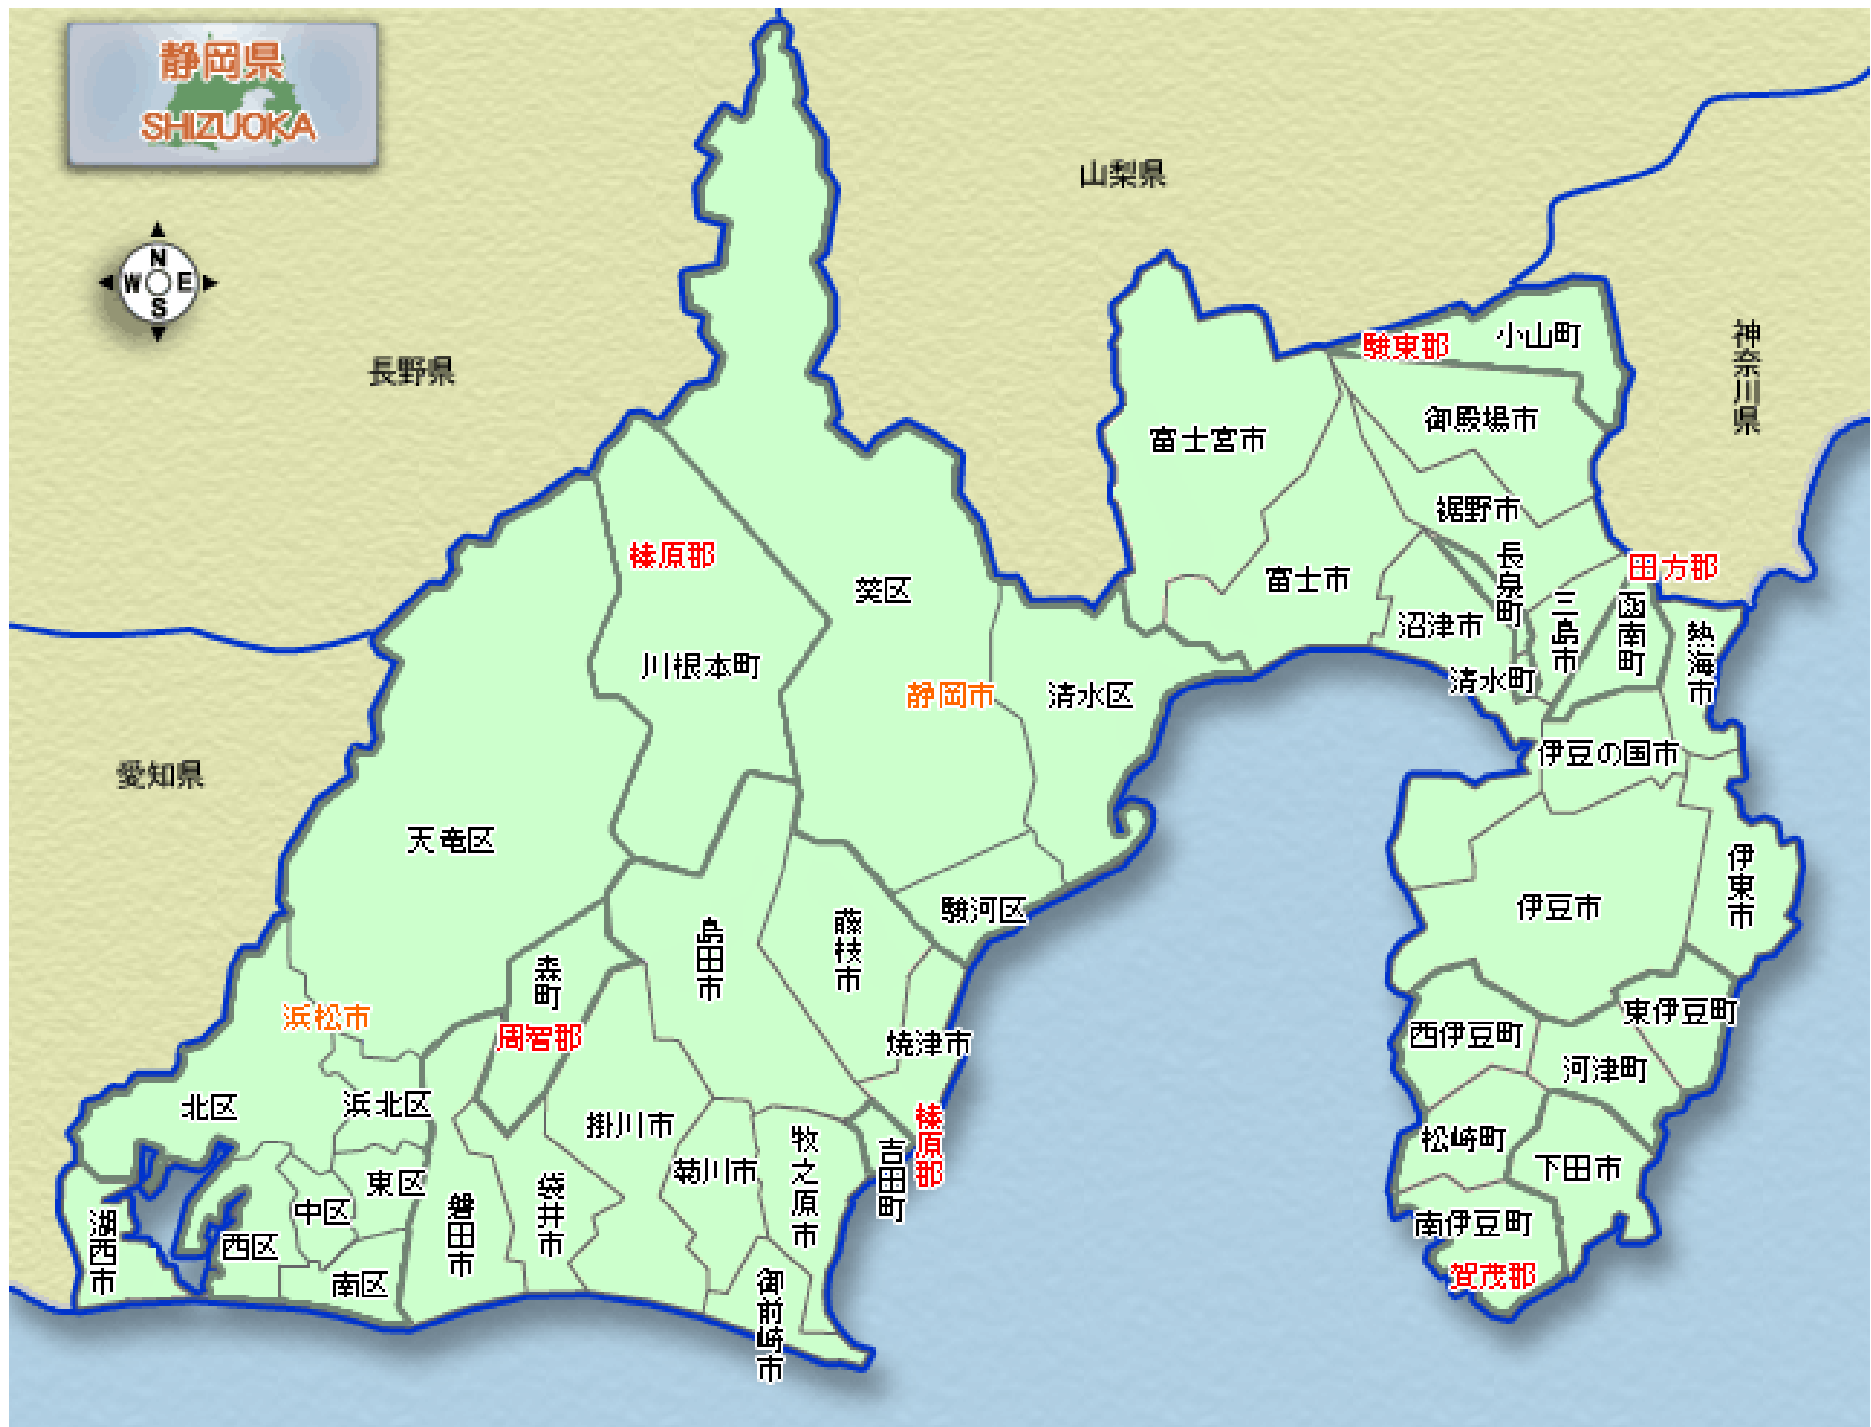 静岡県
SHIZUOKA
N
W E
S
山梨県
長野県
神奈川県
愛知県
駿東郡
小山町
御殿場市
富士宮市
裾野市
長泉町
田方郡
富士市
沼津市
三島市
函南町
熱海市
清水町
伊豆の国市
榛原郡
葵区
川根本町
静岡市
清水区
天竜区
駿河区
伊豆市
伊東市
島田市
藤枝市
森町
浜松市
周智郡
焼津市
西伊豆町
東伊豆町
河津町
北区
浜北区
掛川市
榛原郡
松崎町
下田市
東区
菊川市
牧之原市
吉田町
中区
湖西市
西区
南区
磐田市
袋井市
御前崎市
南伊豆町
賀茂郡